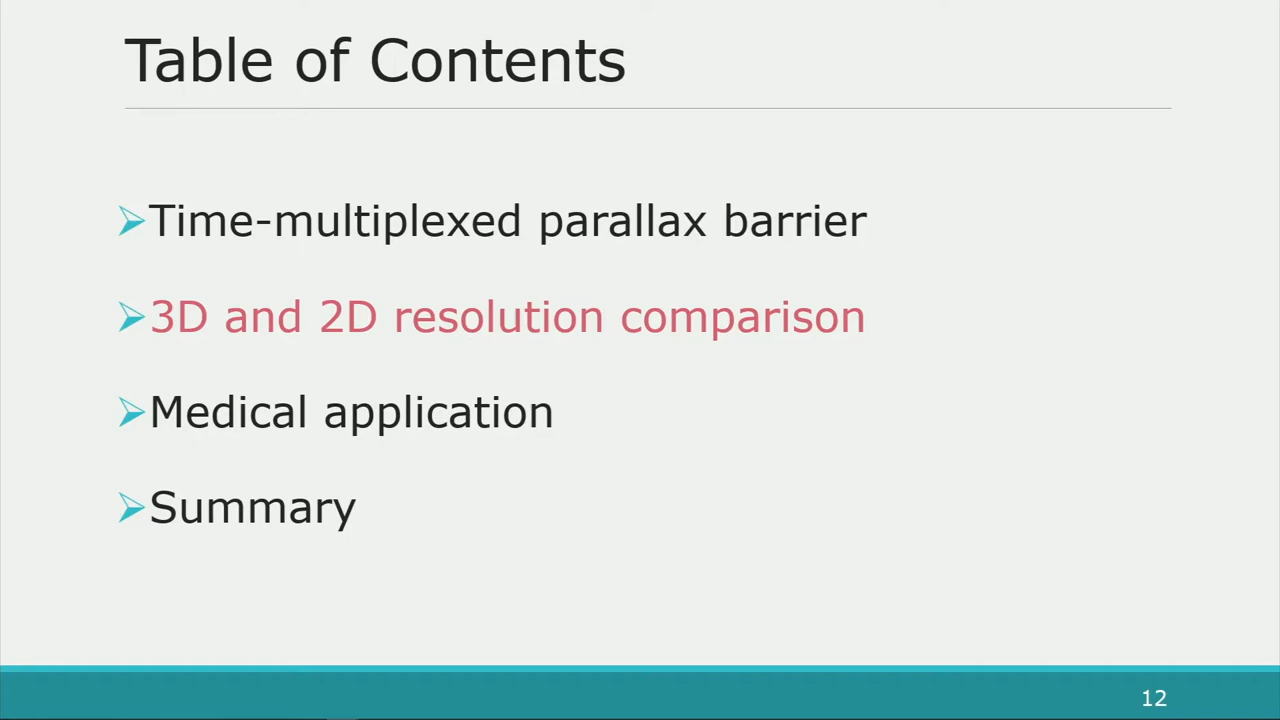 Table of Contents
Time-multiplexed parallax barrier
3D and 2D resolution comparison
Medical application
Summary
12